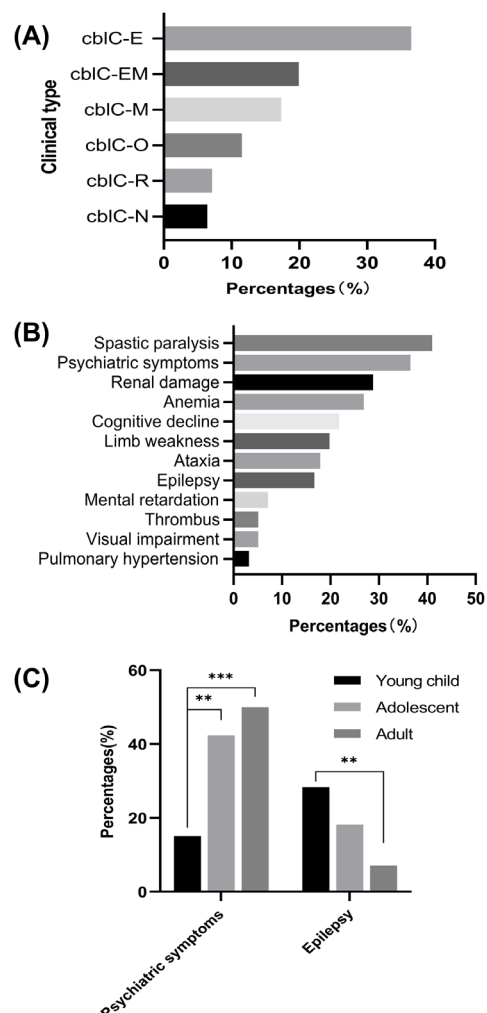 (A)
Clinical type
cblC-E
cblC-EM
cblC-M
cblC-O
cblC-R
cblC-N
0 10 20 30 40
Percentages(%)
(B)
Spastic paralysis
Psychiatric symptoms
Renal damage
Anemia
Cognitive decline
Limb weakness
Ataxia
Epilepsy
Mental retardation
Thrombus
Visual impairment
Pulmonary hypertension
0 10 20 30 40 50
Percentages(%)
(C)
Percentages(%)
60
40
20
0
***
**
**
Young child
Adolescent
Adult
Psychiatric symptoms
Epilepsy